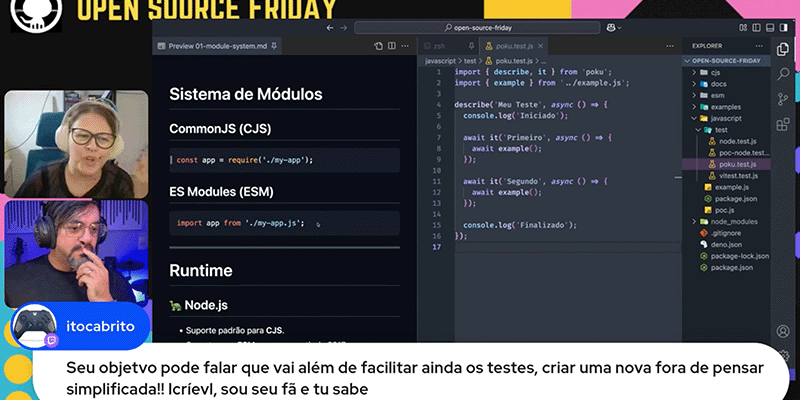 OPEN SOURCE FRIDAY
open-source-friday
Preview 01-module-system.md
Sistema de Módulos
CommonJS (CJS)
const app = require('./my-app');
ES Modules (ESM)
import app from './my-app.js';
Runtime
Node.js
• Suporte padrão para CJS.
zsh
poku.test.js
javascript > test > poku.test.js > ...
1 import { describe, it } from 'poku';
2 import { example } from '../example.js';
3
4 describe('Meu Teste', async () => {
5 console.log('Iniciado');
6
7 await it('Primeiro', async () => {
8 await example();
9 });
10
11 await it('Segundo', async () => {
12 await example();
13 });
14
15 console.log('Finalizado');
16 });
17
EXPLORER
OPEN-SOURCE-FRIDAY
cjs
docs
esm
examples
javascript
test
node.test.js
poc-node.test...
poku.test.js
vitest.test.js
example.js
package.json
poc.js
node_modules
.gitignore
deno.json
package-lock.json
package.json
itocabrito
Seu objetvo pode falar que vai além de facilitar ainda os testes, criar uma nova fora de pensar
simplificada!! Icríevl, sou seu fã e tu sabe